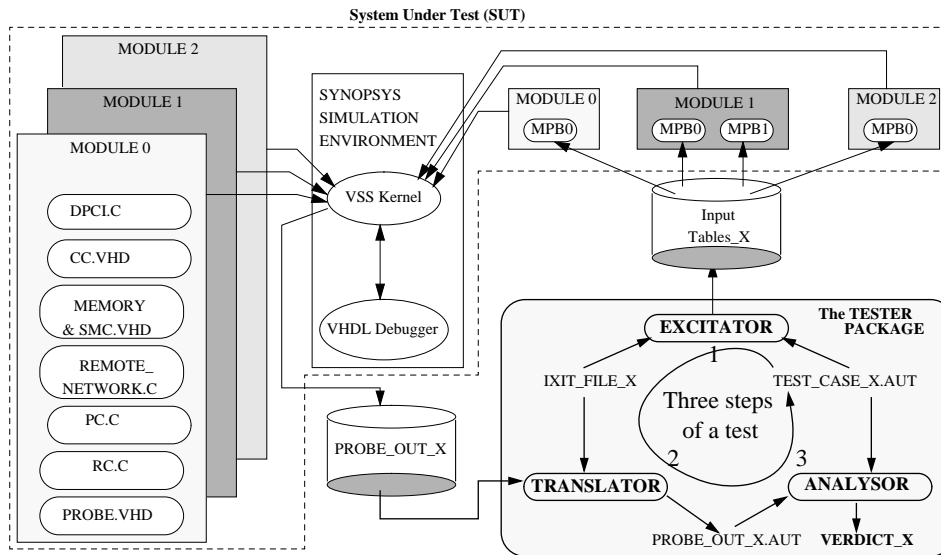 System Under Test (SUT)
MODULE 2
MODULE 1
MODULE 0
DPCI.C
CC.VHD
MEMORY
& SMC.VHD
REMOTE_
NETWORK.C
PC.C
RC.C
PROBE.VHD
SYNOPSYS
SIMULATION
ENVIRONMENT
VSS Kernel
VHDL Debugger
MODULE 0
MPB0
MODULE 1
MPB0
MPB1
MODULE 2
MPB0
Input
Tables_X
PROBE_OUT_X
The TESTER
PACKAGE
EXCITATOR
1
IXIT_FILE_X
TEST_CASE_X.AUT
Three steps
of a test
2
3
TRANSLATOR
ANALYSOR
PROBE_OUT_X.AUT
VERDICT_X